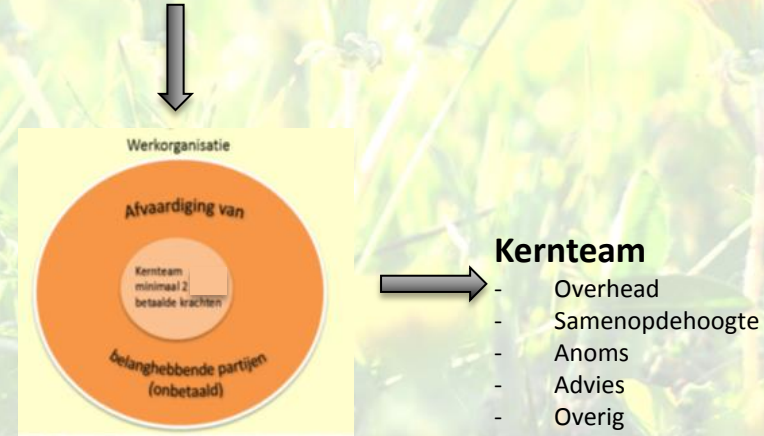 Werkorganisatie
Afvaardiging van
Kernteam
minimaal 2
betaalde krachten
belanghebbende partijen
(onbetaald)
Kernteam
- Overhead
- Samenopdehoogte
- Anoms
- Advies
- Overig